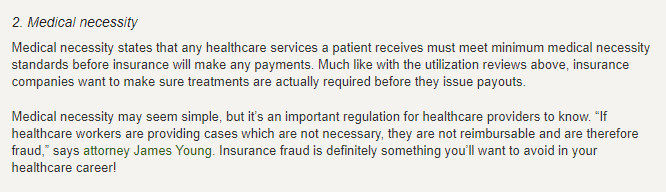 2. Medical necessity
Medical necessity states that any healthcare services a patient receives must meet minimum medical necessity
standards before insurance will make any payments. Much like with the utilization reviews above, insurance
companies want to make sure treatments are actually required before they issue payouts.
Medical necessity may seem simple, but it’s an important regulation for healthcare providers to know. “If
healthcare workers are providing cases which are not necessary, they are not reimbursable and are therefore
fraud,” says attorney James Young. Insurance fraud is definitely something you’ll want to avoid in your
healthcare career!